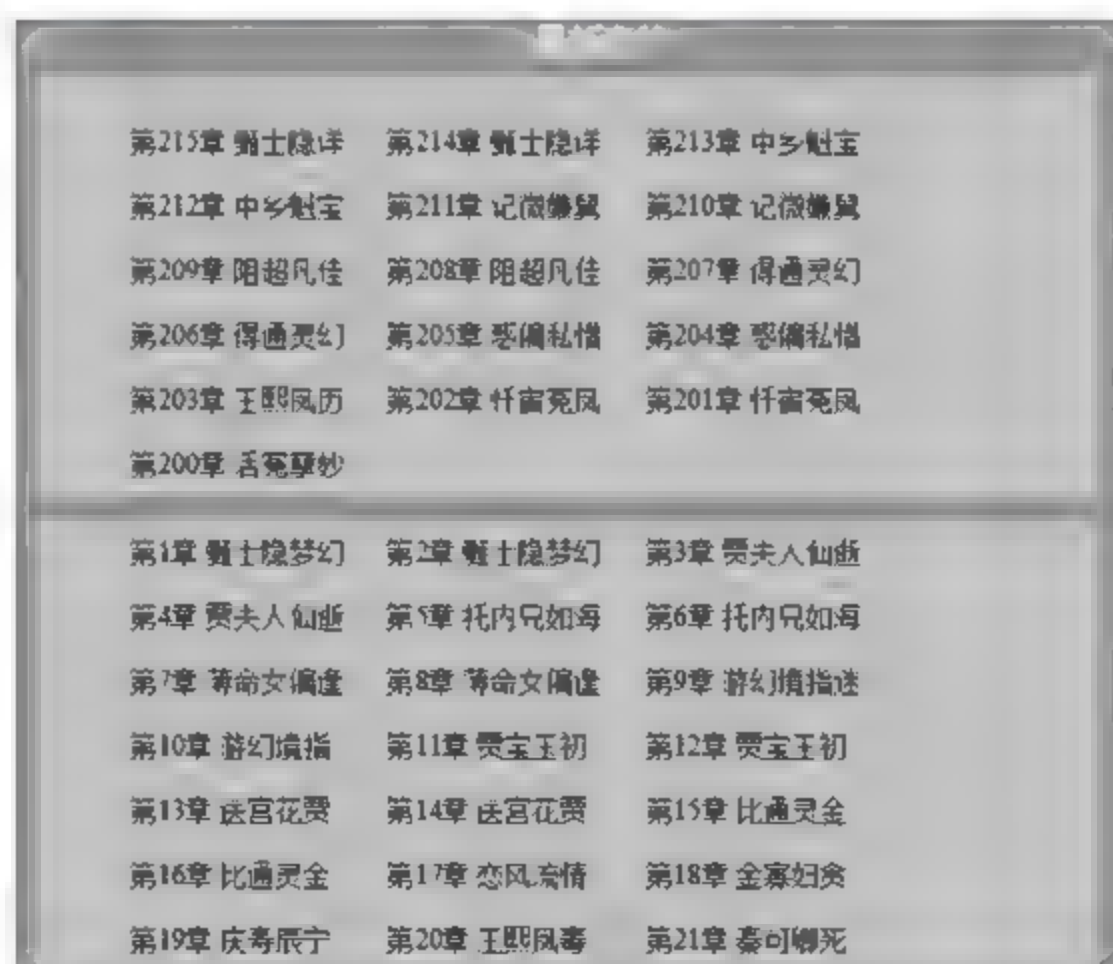 第215章 甄士隐详 第214章 甄士隐详 第213章 中乡魁宝
第212章 中乡魁宝 第211章 记微嫌舅 第210章 记微嫌舅
第209章 阻超凡佳 第208章 阻超凡佳 第207章 得通灵幻
第206章 得通灵幻 第205章 惑偏私惜 第204章 惑偏私惜
第203章 王熙凤历 第202章 忏宿冤凤 第201章 忏宿冤凤
第200章 活冤孽妙
第1章 甄士隐梦幻 第2章 甄士隐梦幻 第3章 贾夫人仙逝
第4章 贾夫人仙逝 第5章 托内兄如海 第6章 托内兄如海
第7章 薄命女偏逢 第8章 薄命女偏逢 第9章 游幻境指迷
第10章 游幻境指 第11章 贾宝玉初 第12章 贾宝玉初
第13章 送宫花贾 第14章 送宫花贾 第15章 比通灵金
第16章 比通灵金 第17章 恋风流情 第18章 金寡妇贪
第19章 庆寿辰宁 第20章 王熙凤毒 第21章 秦可卿死